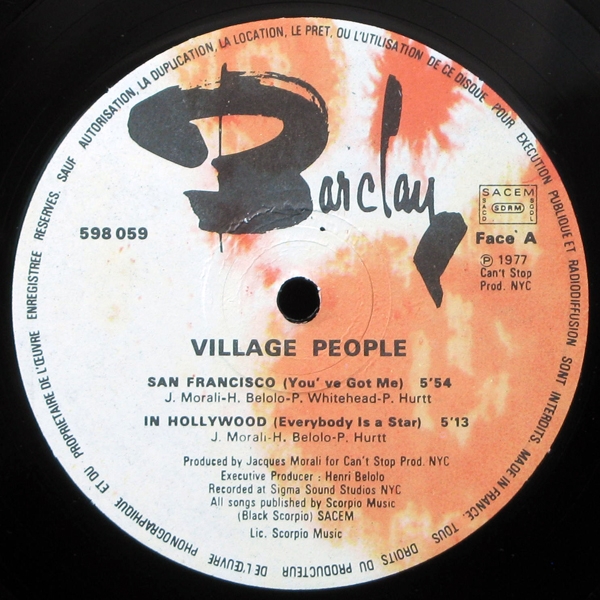 TOUS DROITS DU PRODUCTEUR PHONOGRAPHIQUE ET DU PROPRIETAIRE DE L'ŒUVRE ENREGISTREE RESERVES. SAUF AUTORISATION, LA DUPLICATION, LA LOCATION, LE PRET, OU L'UTILISATION DE CE DISQUE POUR EXECUTION PUBLIQUE ET RADIODIFFUSION SONT INTERDITS. MADE IN FRANCE.
DE L'ŒUVRE
Barclay
SACEM
SACD SDRM SGDL
598 059
Face A
Ⓟ 1977
Can't Stop
Prod. NYC
VILLAGE PEOPLE
SAN FRANCISCO (You' ve Got Me) 5'54
J. Morali-H. Belolo-P. Whitehead-P. Hurtt
IN HOLLYWOOD (Everybody Is a Star) 5'13
J. Morali-H. Belolo-P. Hurtt
Produced by Jacques Morali for Can't Stop Prod. NYC
Executive Producer : Henri Belolo
Recorded at Sigma Sound Studios NYC
All songs published by Scorpio Music
(Black Scorpio) SACEM
Lic. Scorpio Music